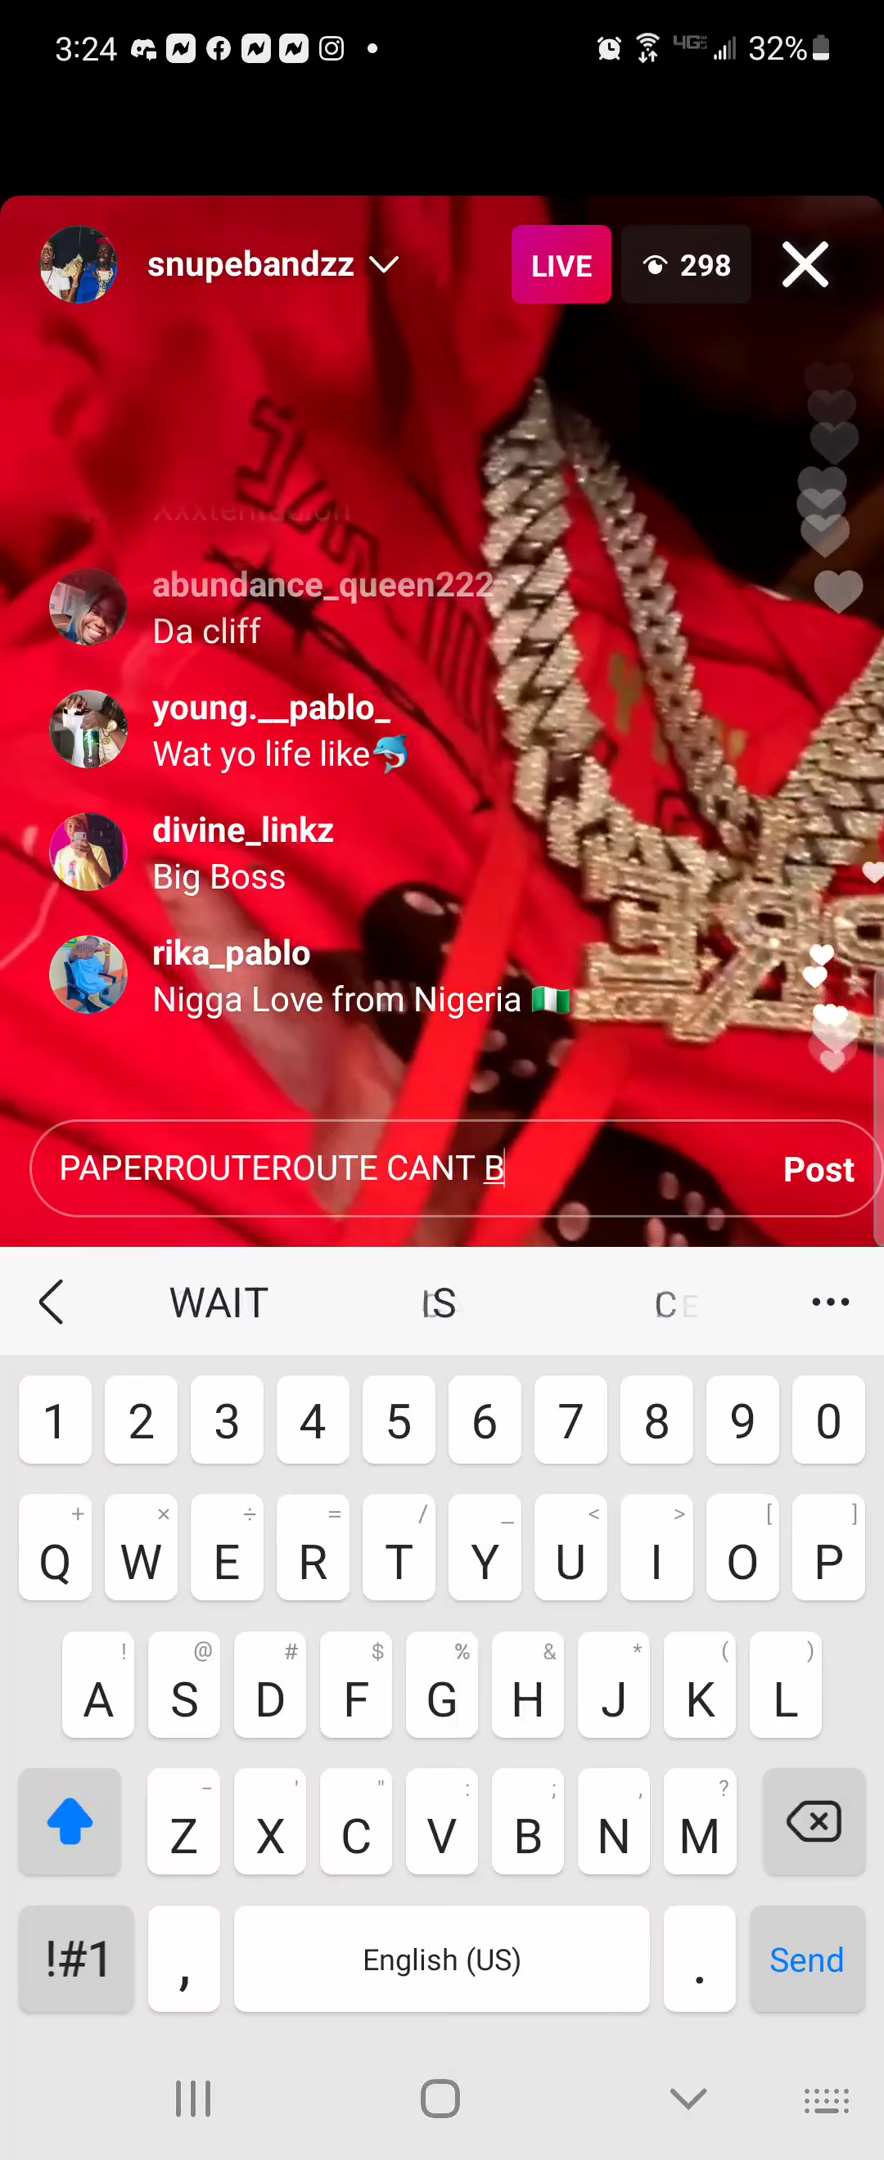 3:24
4GE 32%
snupebandzz
LIVE
298
Xxxtentacion
abundance_queen222
Da cliff
young.__pablo_
Wat yo life like🐬
divine_linkz
Big Boss
rika_pablo
Nigga Love from Nigeria 🇳🇬
PAPERROUTEROUTE CANT B
Post
WAIT
1 2 3 4 5 6 7 8 9 0
+ × ÷ = / _ < > [ ]
Q W E R T Y U I O P
! @ # $ % & * ( )
A S D F G H J K L
- ' " : ; , ?
Z X C V B N M
!#1 , English (US) . Send